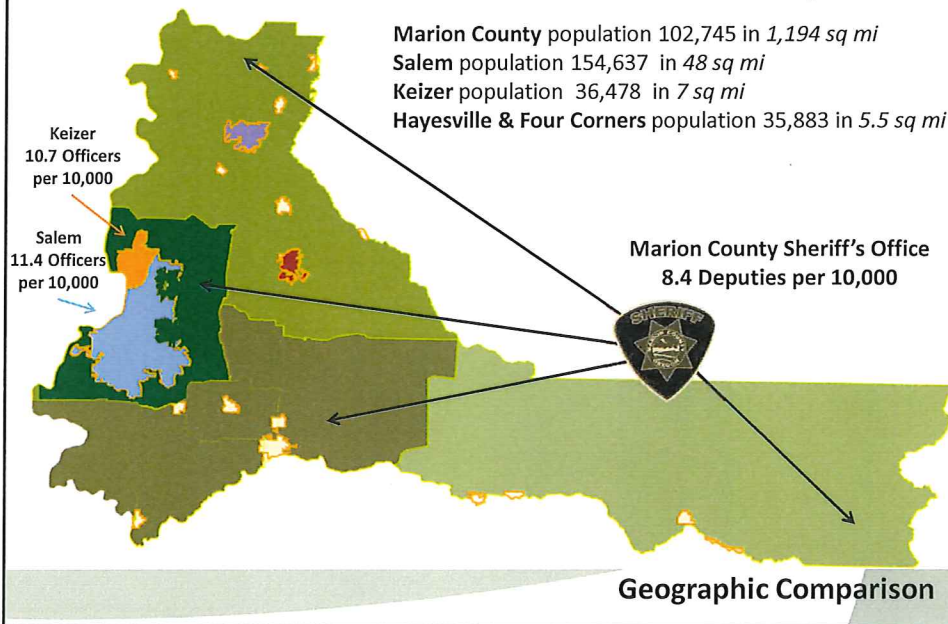 Marion County population 102,745 in 1,194 sq mi
Salem population 154,637 in 48 sq mi
Keizer population 36,478 in 7 sq mi
Hayesville & Four Corners population 35,883 in 5.5 sq mi
Keizer
10.7 Officers
per 10,000
Salem
11.4 Officers
per 10,000
Marion County Sheriff's Office
8.4 Deputies per 10,000
SHERIFF
Geographic Comparison